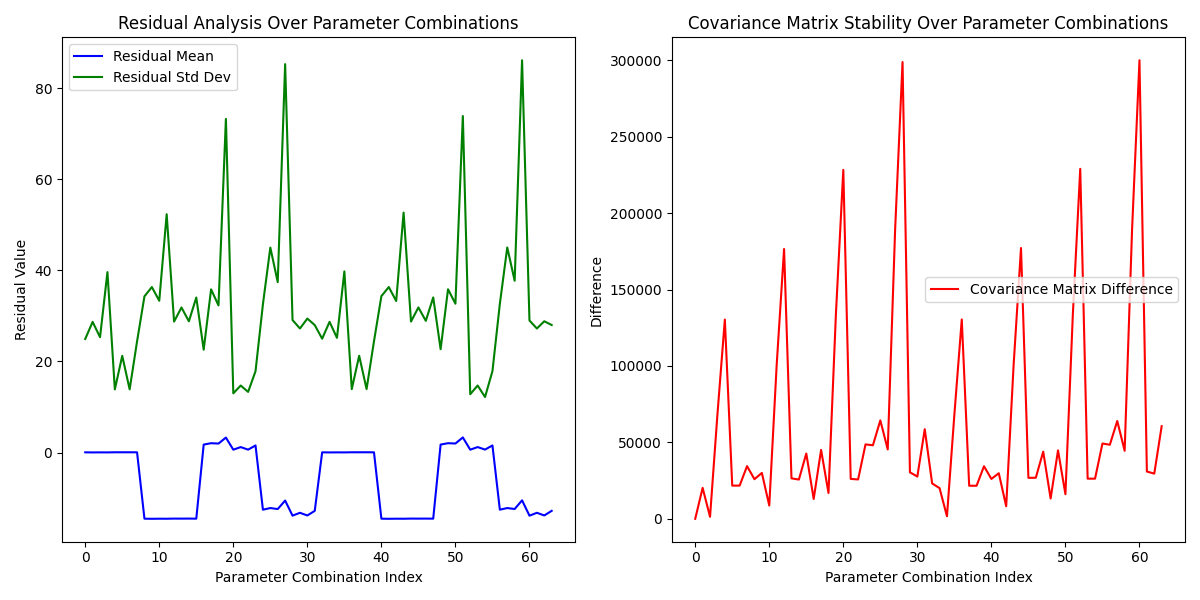 Residual Analysis Over Parameter Combinations
Residual Mean
Residual Std Dev
Residual Value
80
60
40
20
0
0 10 20 30 40 50 60
Parameter Combination Index
Covariance Matrix Stability Over Parameter Combinations
Covariance Matrix Difference
Difference
300000
250000
200000
150000
100000
50000
0
0 10 20 30 40 50 60
Parameter Combination Index